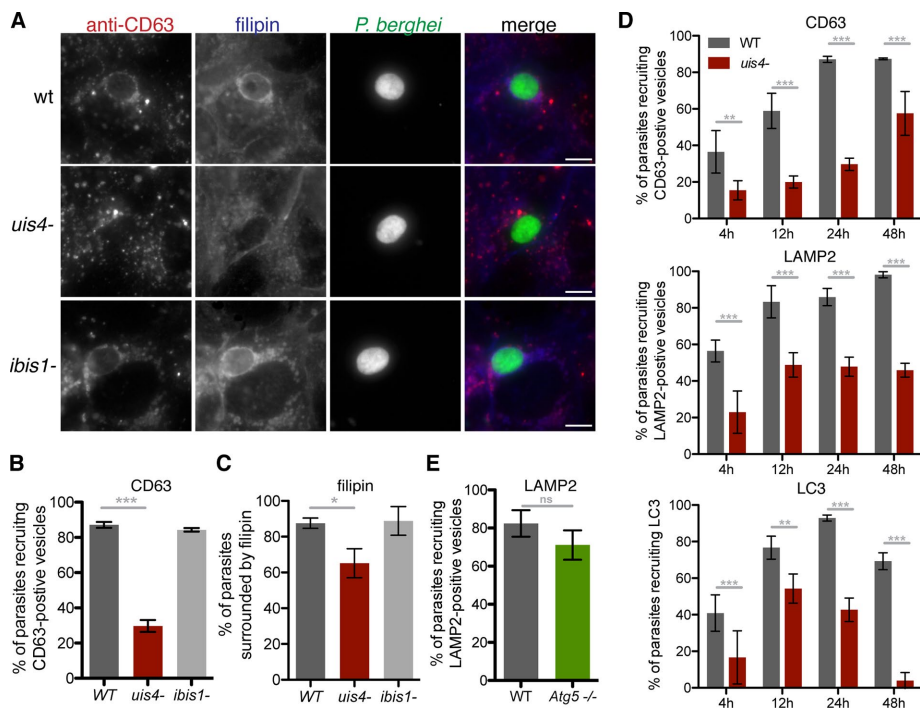 A
anti-CD63 filipin P. berghei merge
wt
uis4-
ibis1-
B
CD63
% of parasites recruitng
CD63-postive vesicles
100
80
60
40
20
0
***
WT uis4- ibis1-
C
filipin
% of parasites
surrounded by filipin
100
80
60
40
20
0
*
WT uis4- ibis1-
E
LAMP2
% of parasites recruiting
LAMP2-positive vesicles
100
80
60
40
20
0
ns
WT Atg5 -/-
D
CD63
WT
uis4-
% of parasites recruiting
CD63-postive vesicles
100
80
60
40
20
0
** *** *** ***
4h 12h 24h 48h
LAMP2
% of parasites recruiting
LAMP2-postive vesicles
100
80
60
40
20
0
*** *** *** ***
4h 12h 24h 48h
LC3
% of parasites recruiting LC3
100
80
60
40
20
0
*** ** *** ***
4h 12h 24h 48h